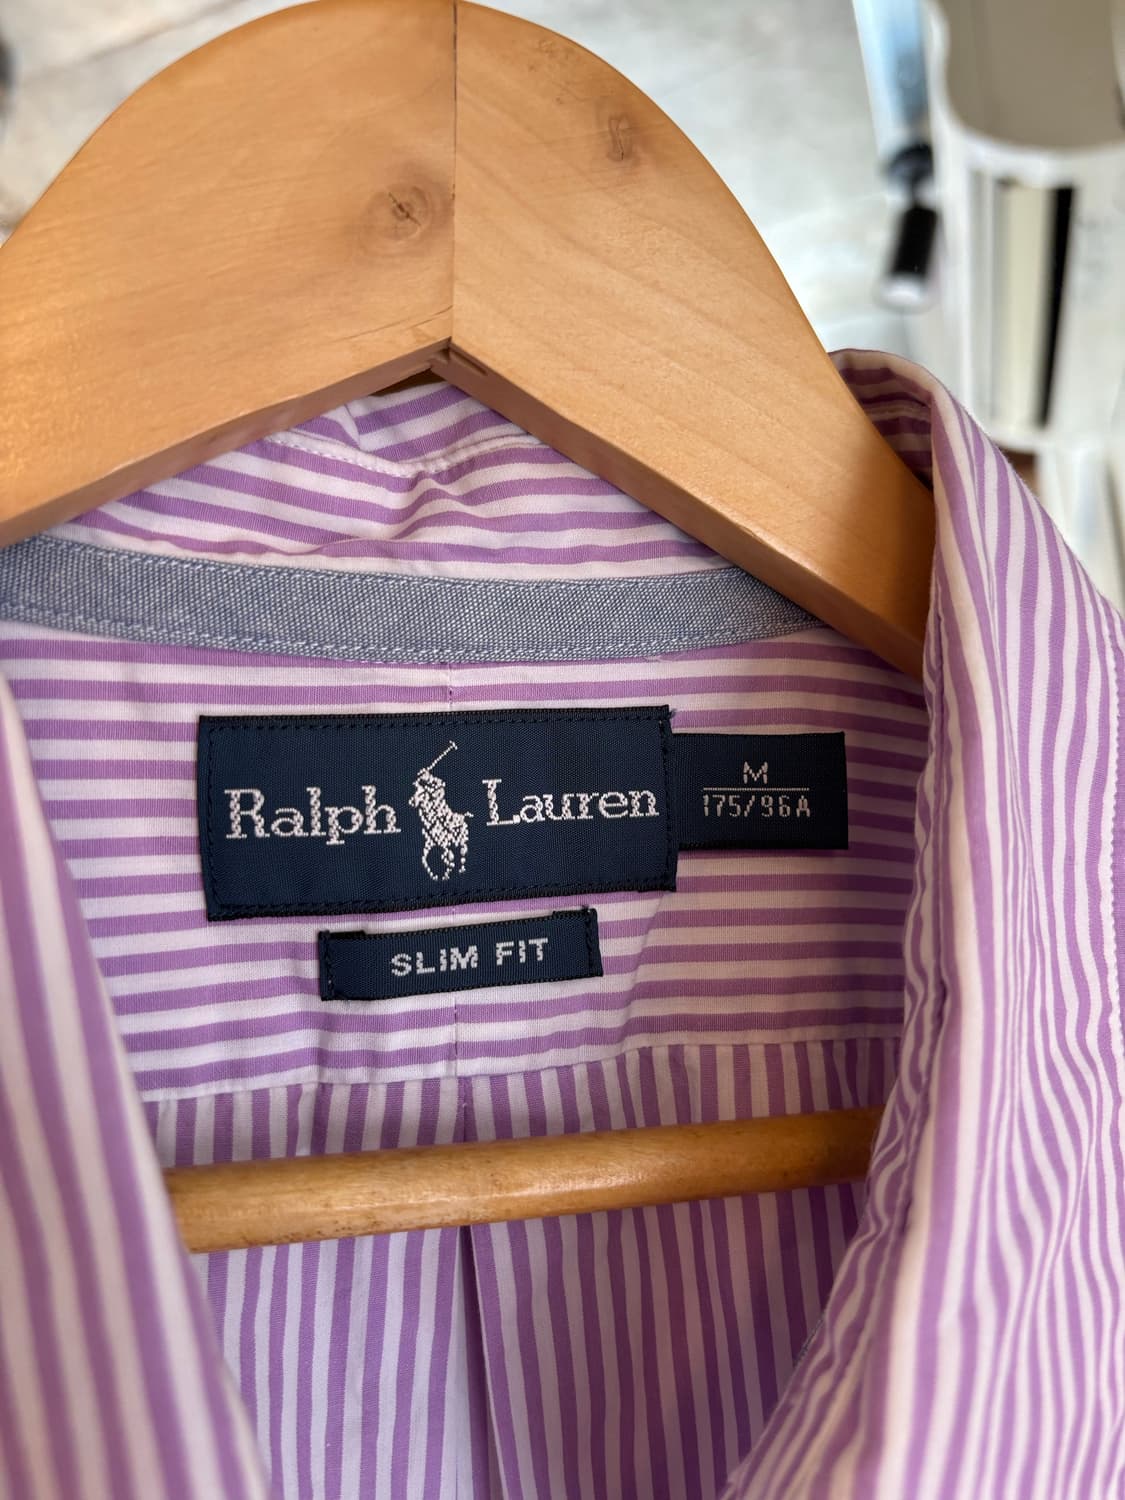 Ralph Lauren
M
175/96A
SLIM FIT